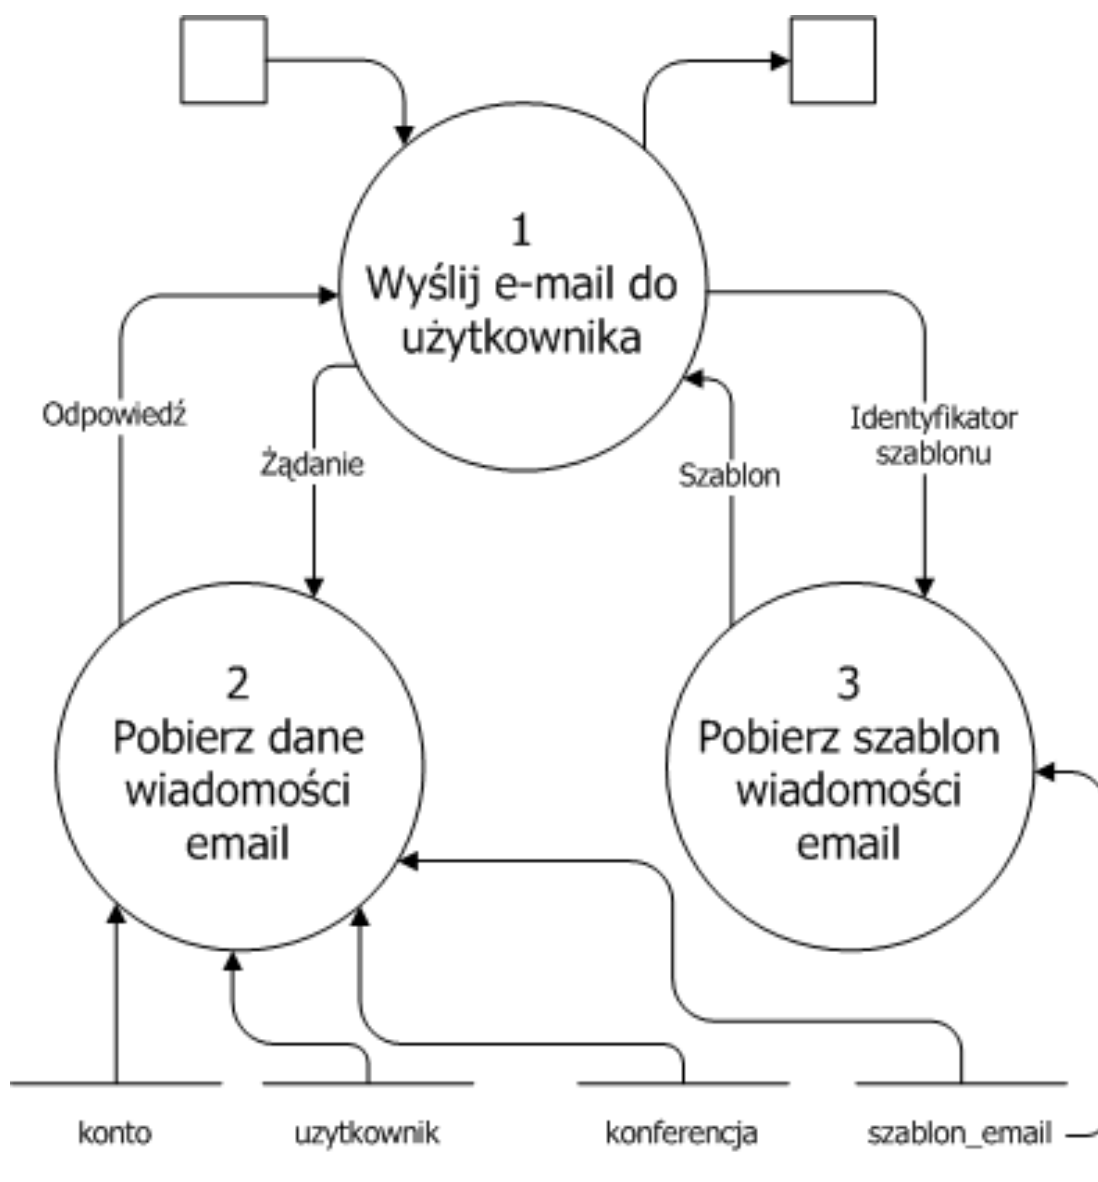 1
Wyślij e-mail do
użytkownika
Odpowiedź
Żądanie
Szablon
Identyfikator
szablonu
2
Pobierz dane
wiadomości
email
3
Pobierz szablon
wiadomości
email
konto
uzytkownik
konferencja
szablon_email